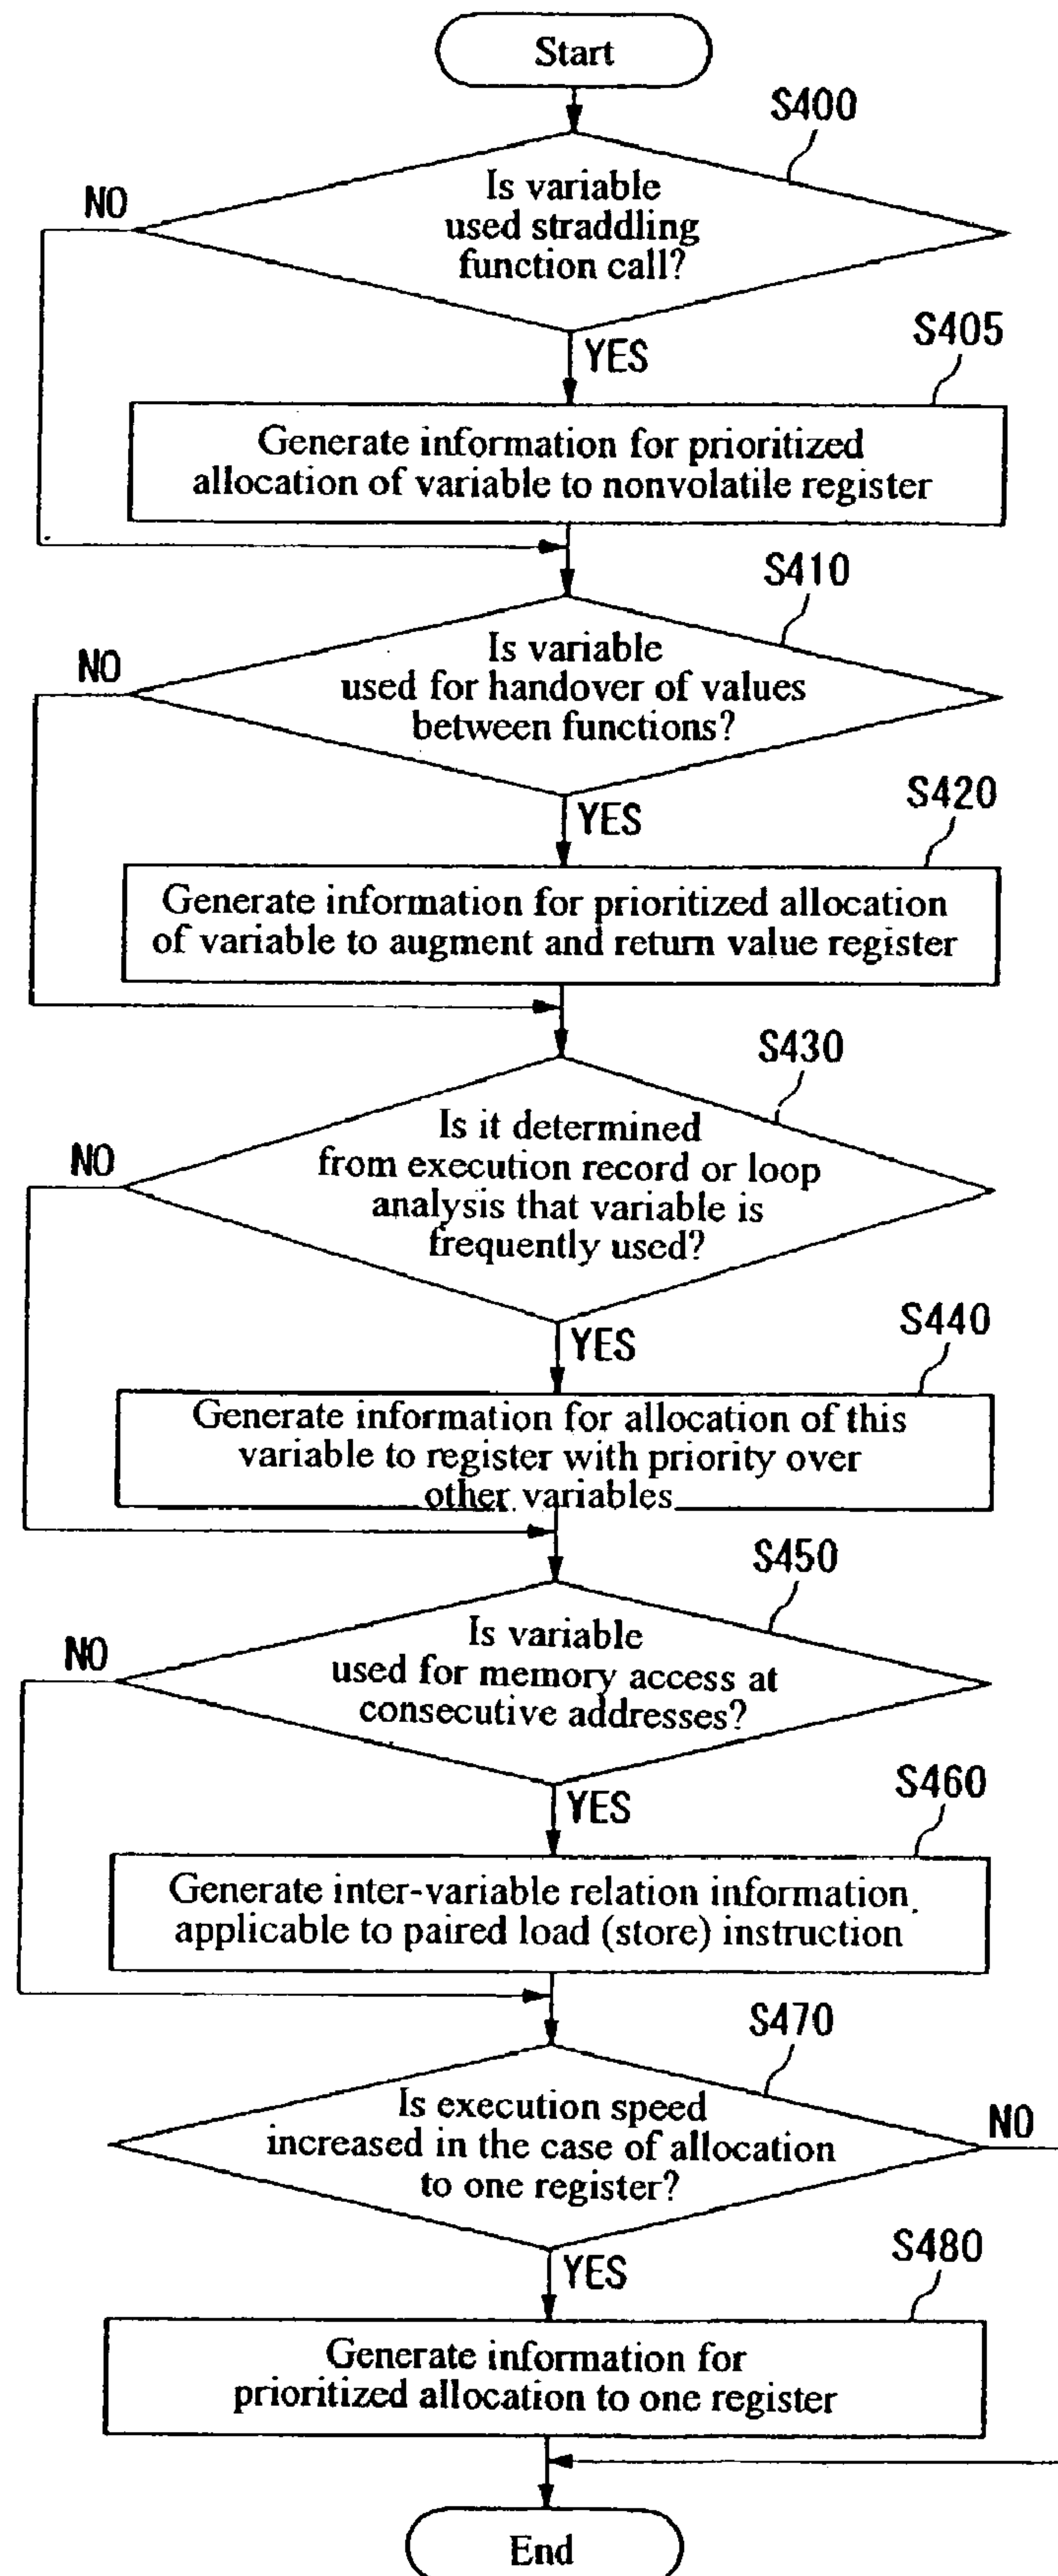 Start
S400
NO
Is variable
used straddling
function call?
YES
S405
Generate information for prioritized
allocation of variable to nonvolatile register
S410
NO
Is variable
used for handover of values
between functions?
YES
S420
Generate information for prioritized allocation
of variable to augment and return value register
S430
NO
Is it determined
from execution record or loop
analysis that variable is
frequently used?
YES
S440
Generate information for allocation of this
variable to register with priority over
other variables
S450
NO
Is variable
used for memory access at
consecutive addresses?
YES
S460
Generate inter-variable relation information
applicable to paired load (store) instruction
S470
Is execution speed
increased in the case of allocation
to one register?
NO
YES
S480
Generate information for
prioritized allocation to one register
End